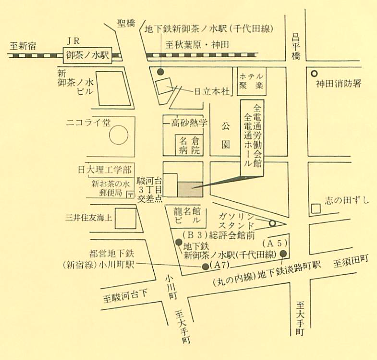 聖橋
地下鉄新御茶ノ水駅(千代田線)
至新宿
JR
御茶ノ水駅
至秋葉原・神田
昌平橋
新
御茶ノ水
ビル
日立本社
ホテル
聚楽
神田消防署
ニコライ堂
高砂熱学
名倉
病院
公園
全電通労働会館
全電通ホール
日大理工学部
新お茶の水
郵便局
駿河台
3丁目
交差点
三井住友海上
龍名館
ビル
ガソリン
スタンド
志の田ずし
(B3)総評会館前
地下鉄
新御茶ノ水駅(千代田線)
(A5)
都営地下鉄
(新宿線)小川町駅
(A7)
(丸の内線)地下鉄淡路町駅
至須田町
至駿河台下
小川町
至大手町
至大手町